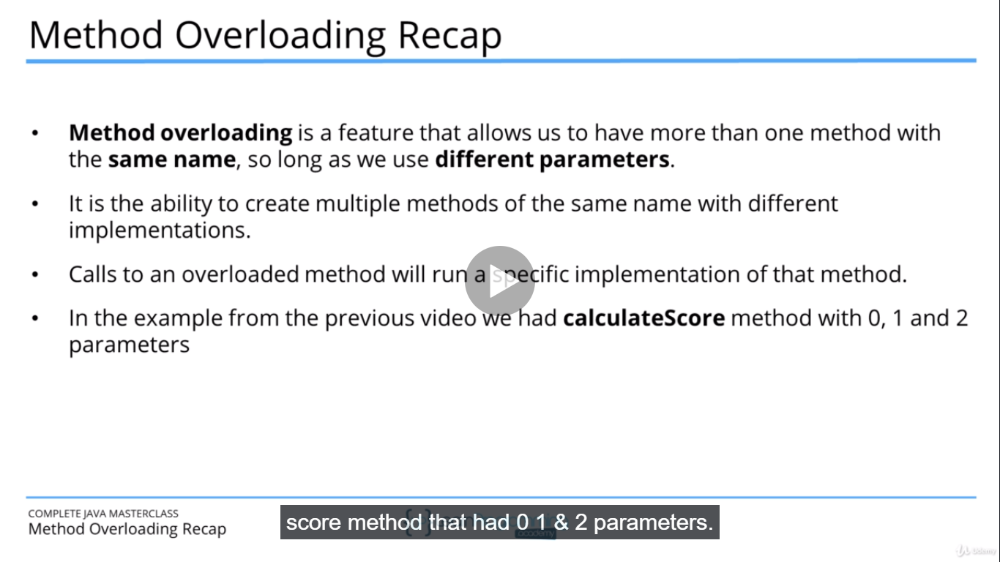 Method Overloading Recap
• Method overloading is a feature that allows us to have more than one method with
the same name, so long as we use different parameters.
• It is the ability to create multiple methods of the same name with different
implementations.
• Calls to an overloaded method will run a specific implementation of that method.
• In the example from the previous video we had calculateScore method with 0, 1 and 2
parameters
COMPLETE JAVA MASTERCLASS
Method Overloading Recap
score method that had 0 1 & 2 parameters.
academy
Udemy